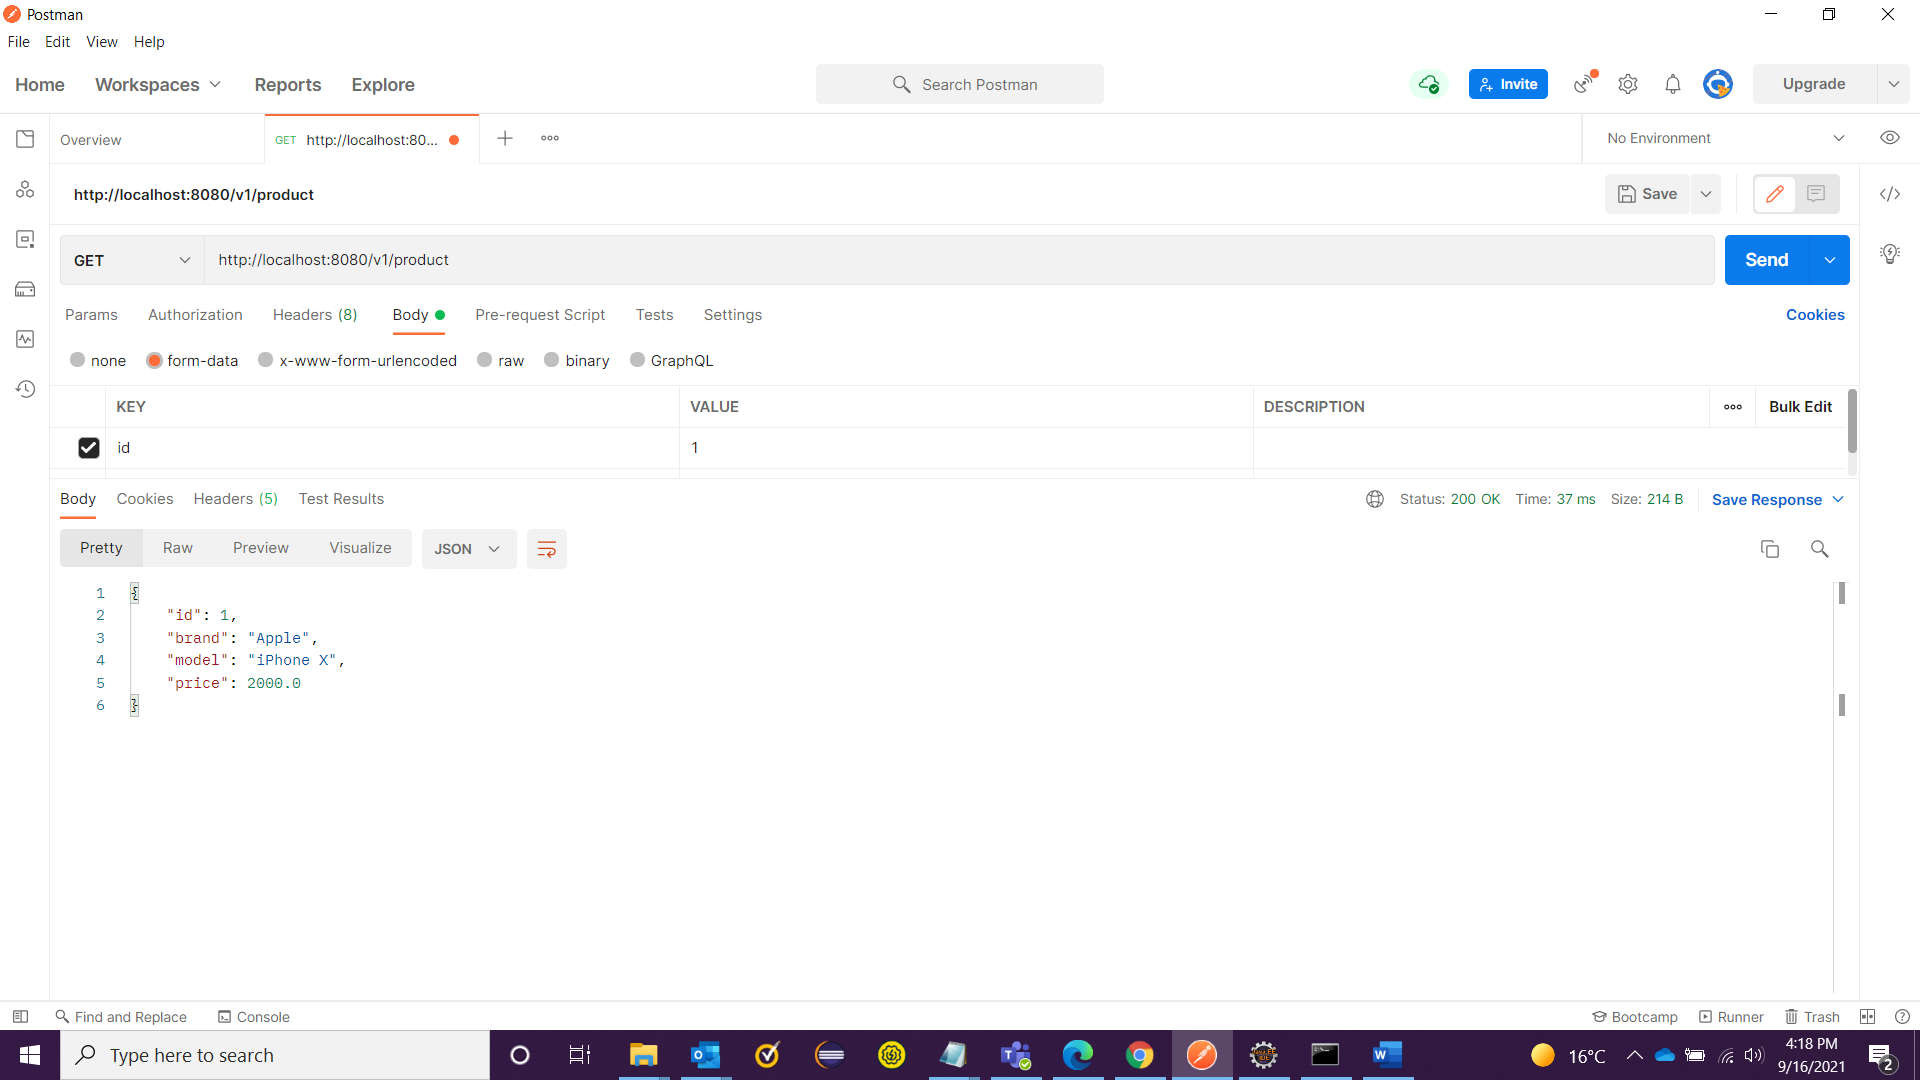 Postman
File Edit View Help
Home Workspaces Reports Explore Search Postman Invite Upgrade
Overview GET http://localhost:80... No Environment
http://localhost:8080/v1/product Save
GET http://localhost:8080/v1/product Send
Params Authorization Headers (8) Body Pre-request Script Tests Settings Cookies
none form-data x-www-form-urlencoded raw binary GraphQL
KEY VALUE DESCRIPTION Bulk Edit
id 1
Body Cookies Headers (5) Test Results Status: 200 OK Time: 37 ms Size: 214 B Save Response
Pretty Raw Preview Visualize JSON
1 {
2 "id": 1,
3 "brand": "Apple",
4 "model": "iPhone X",
5 "price": 2000.0
6 }
Find and Replace Console Bootcamp Runner Trash
Type here to search 16°C 4:18 PM
9/16/2021 2